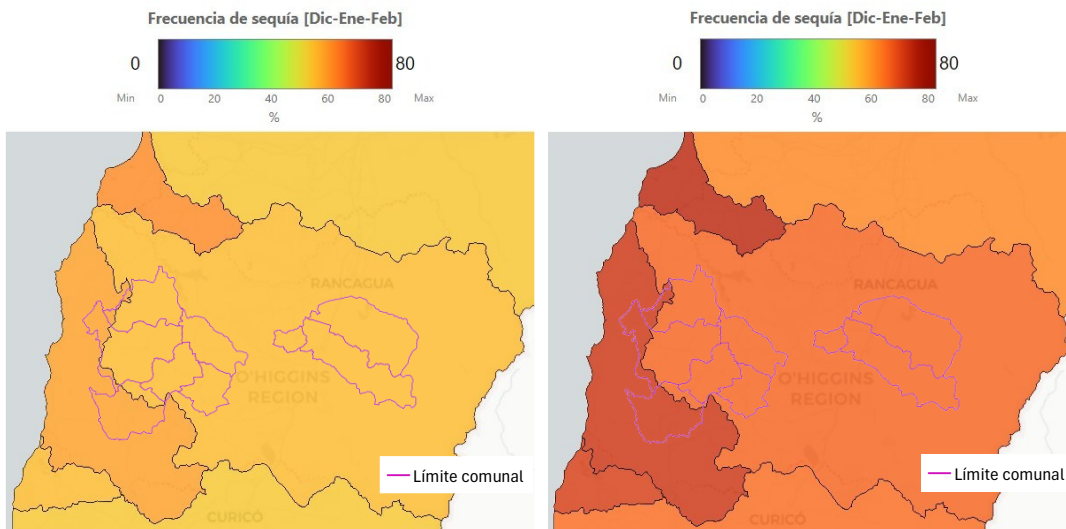 Frecuencia de sequía [Dic-Ene-Feb]
0
80
Min
0
20
40
60
80
Max
%
RANCAGUA
O'HIGGINS
REGION
CURICÓ
Límite comunal
Frecuencia de sequía [Dic-Ene-Feb]
0
80
Min
0
20
40
60
80
Max
%
RANCAGUA
O'HIGGINS
REGION
CURICÓ
Límite comunal